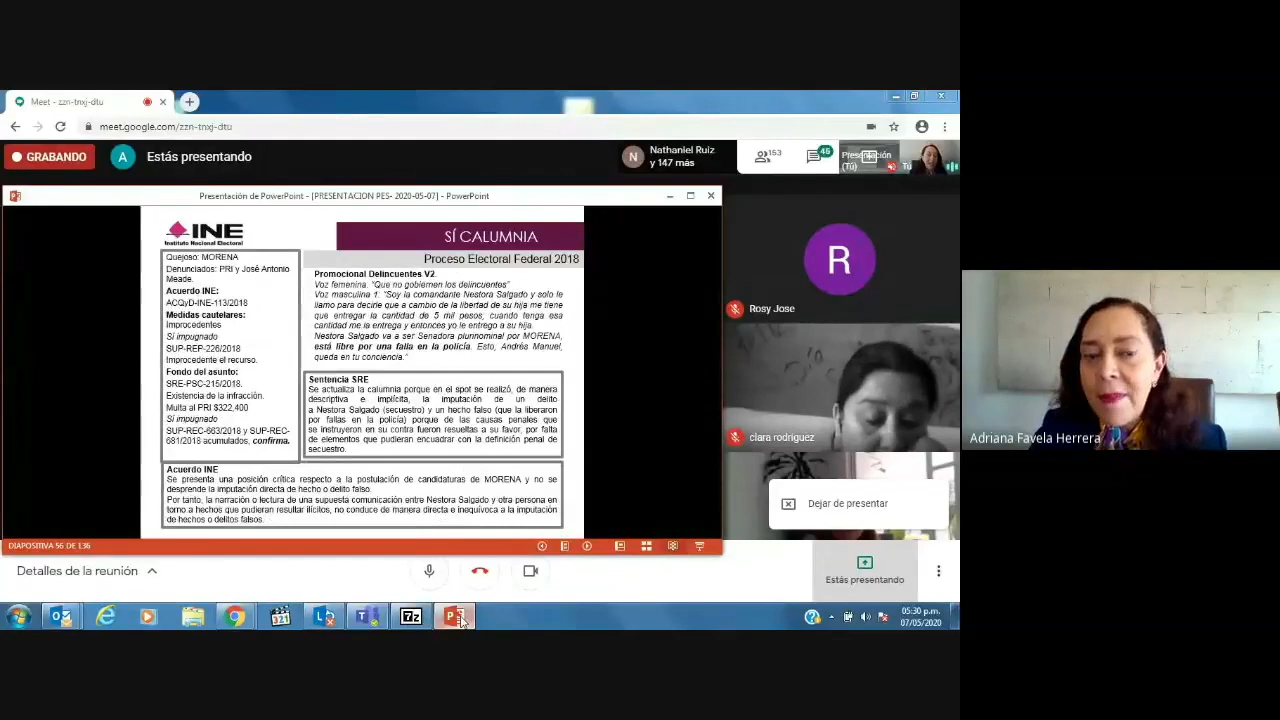 Meet - zzn-tnxj-dtu
meet.google.com/zzn-tnxj-dtu
GRABANDO
A
Estás presentando
N
Nathaniel Ruiz
y 147 más
153
45
Presentación
(Tú)
Tú
Presentación de PowerPoint - [PRESENTACION PES- 2020-05-07] - PowerPoint
INE
Instituto Nacional Electoral
SÍ CALUMNIA
Proceso Electoral Federal 2018
Quejoso: MORENA
Denunciados: PRI y José Antonio
Meade.
Acuerdo INE:
ACQyD-INE-113/2018
Medidas cautelares:
Improcedentes
Sí impugnado
SUP-REP-226/2018
Improcedente el recurso.
Fondo del asunto:
SRE-PSC-215/2018.
Existencia de la infracción.
Multa al PRI $322,400
Sí impugnado
SUP-REC-663/2018 y SUP-REC-
681/2018 acumulados, confirma.
Promocional Delincuentes V2.
Voz femenina. “Que no gobiernen los delincuentes”
Voz masculina 1: “Soy la comandante Nestora Salgado y solo le
llamo para decirle que a cambio de la libertad de su hija me tiene
que entregar la cantidad de 5 mil pesos; cuando tenga esa
cantidad me la entrega y entonces yo le entrego a su hija.
Nestora Salgado va a ser Senadora plurinominal por MORENA,
está libre por una falla en la policía. Esto, Andrés Manuel,
queda en tu conciencia.”
Sentencia SRE
Se actualiza la calumnia porque en el spot se realizó, de manera
descriptiva e implícita, la imputación de un delito
a Nestora Salgado (secuestro) y un hecho falso (que la liberaron
por fallas en la policía) porque de las causas penales que
se instruyeron en su contra fueron resueltas a su favor, por falta
de elementos que pudieran encuadrar con la definición penal de
secuestro.
Acuerdo INE
Se presenta una posición crítica respecto a la postulación de candidaturas de MORENA y no se
desprende la imputación directa de hecho o delito falso.
Por tanto, la narración o lectura de una supuesta comunicación entre Nestora Salgado y otra persona en
torno a hechos que pudieran resultar ilícitos, no conduce de manera directa e inequívoca a la imputación
de hechos o delitos falsos.
DIAPOSITIVA 56 DE 136
R
Rosy Jose
clara rodriguez
Dejar de presentar
Adriana Favela Herrera
Detalles de la reunión
Estás presentando
321
7z
05:30 p.m.
07/05/2020